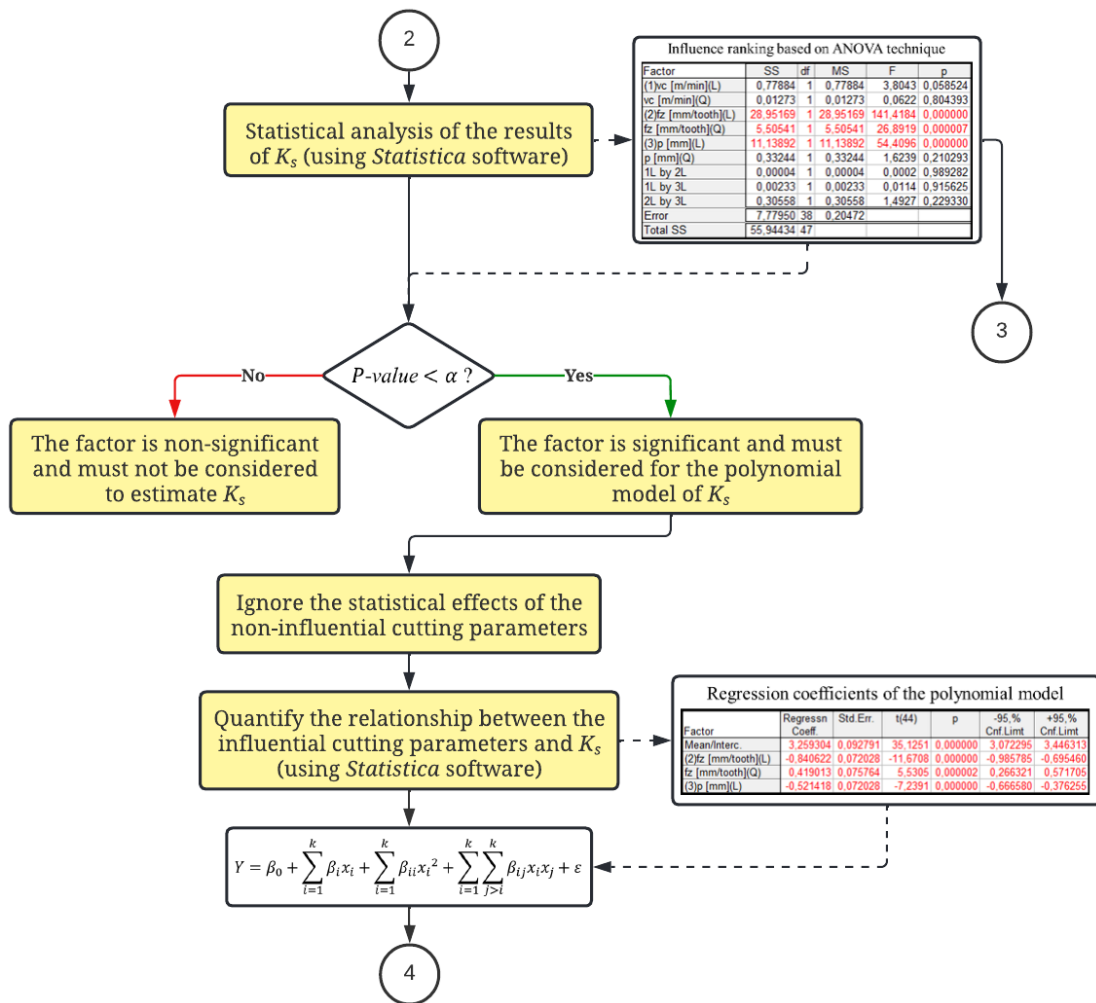 2
Statistical analysis of the results
of Kₛ (using Statistica software)
Influence ranking based on ANOVA technique
Factor SS df MS F p
(1)vc [m/min](L) 0,77884 1 0,77884 3,8043 0,058524
vc [m/min](Q) 0,01273 1 0,01273 0,0622 0,804393
(2)fz [mm/tooth](L) 28,95169 1 28,95169 141,4184 0,000000
fz [mm/tooth](Q) 5,50541 1 5,50541 26,8919 0,000007
(3)p [mm](L) 11,13892 1 11,13892 54,4096 0,000000
p [mm](Q) 0,33244 1 0,33244 1,6239 0,210293
1L by 2L 0,00004 1 0,00004 0,0002 0,989282
1L by 3L 0,00233 1 0,00233 0,0114 0,915625
2L by 3L 0,30558 1 0,30558 1,4927 0,229330
Error 7,77950 38 0,20472
Total SS 55,94434 47
3
P-value < α ?
No
Yes
The factor is non-significant
and must not be considered
to estimate Kₛ
The factor is significant and must
be considered for the polynomial
model of Kₛ
Ignore the statistical effects of the
non-influential cutting parameters
Quantify the relationship between the
influential cutting parameters and Kₛ
(using Statistica software)
Regression coefficients of the polynomial model
Regressn Std.Err. t(44) p -95,% +95,%
Factor Coeff. Cnf.Limt Cnf.Limt
Mean/Interc. 3,259304 0,092791 35,1251 0,000000 3,072295 3,446313
(2)fz [mm/tooth](L) -0,840622 0,072028 -11,6708 0,000000 -0,985785 -0,695460
fz [mm/tooth](Q) 0,419013 0,075764 5,5305 0,000002 0,266321 0,571705
(3)p [mm](L) -0,521418 0,072028 -7,2391 0,000000 -0,666580 -0,376255
Y = β₀ + ∑ᵢ₌₁ᵏ βᵢxᵢ + ∑ᵢ₌₁ᵏ βᵢᵢxᵢ² + ∑ᵢ₌₁ᵏ ∑ⱼ>ᵢᵏ βᵢⱼxᵢxⱼ + ε
4